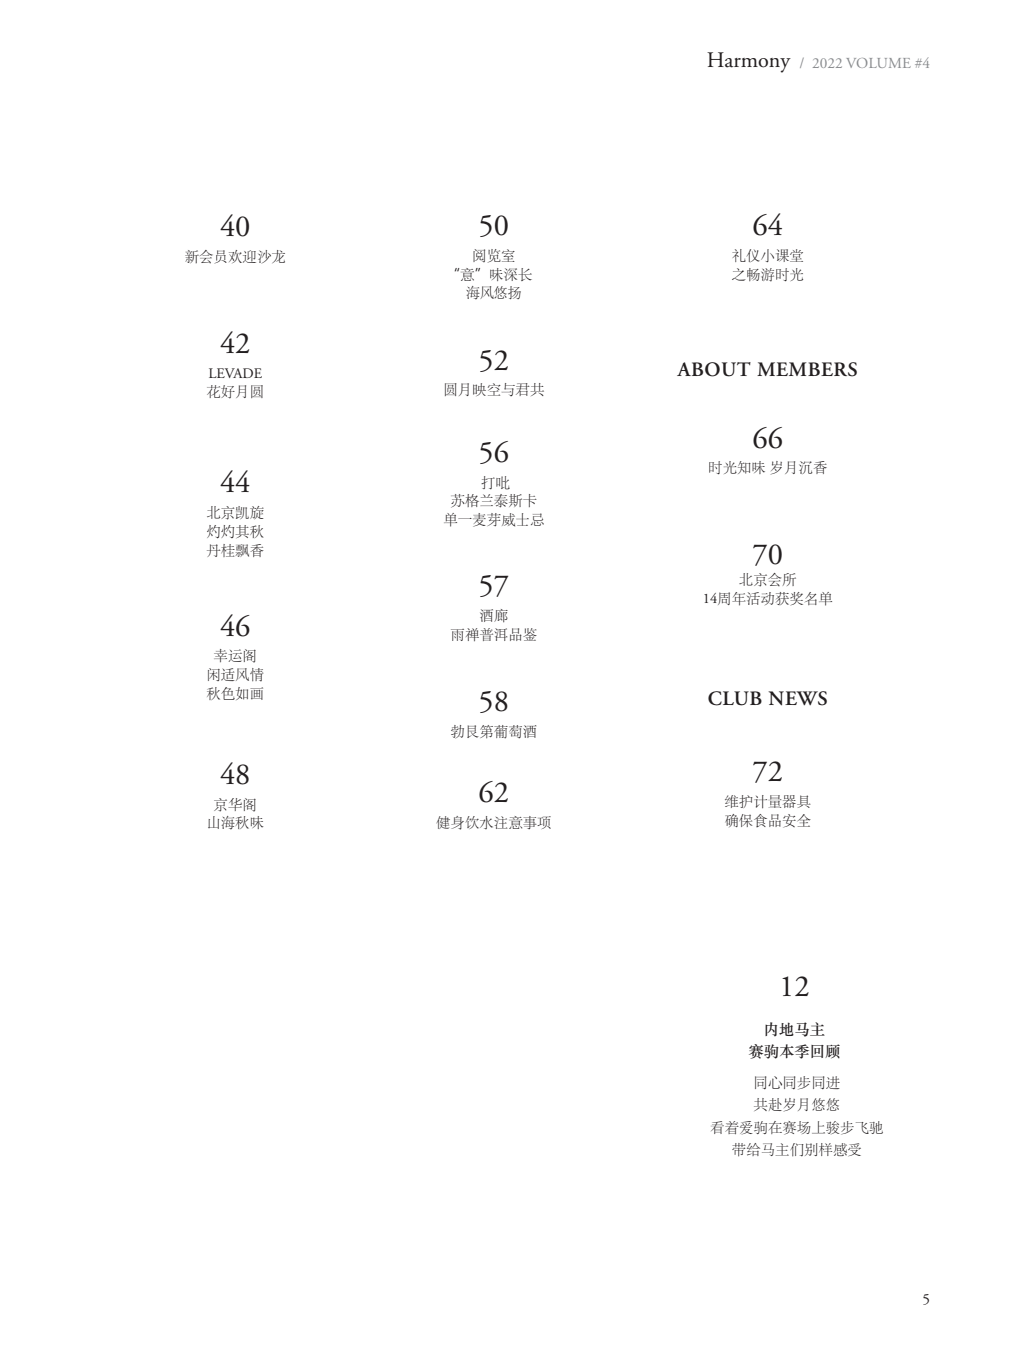 Harmony / 2022 VOLUME #4
40
新会员欢迎沙龙
42
LEVADE
花好月圆
44
北京凯旋
灼灼其秋
丹桂飘香
46
幸运阁
闲适风情
秋色如画
48
京华阁
山海秋味
50
阅览室
“意”味深长
海风悠扬
52
圆月映空与君共
56
打吡
苏格兰泰斯卡
单一麦芽威士忌
57
酒廊
雨禅普洱品鉴
58
勃艮第葡萄酒
62
健身饮水注意事项
64
礼仪小课堂
之畅游时光
ABOUT MEMBERS
66
时光知味 岁月沉香
70
北京会所
14周年活动获奖名单
CLUB NEWS
72
维护计量器具
确保食品安全
12
内地马主
赛驹本季回顾
同心同步同进
共赴岁月悠悠
看着爱驹在赛场上骏步飞驰
带给马主们别样感受
5